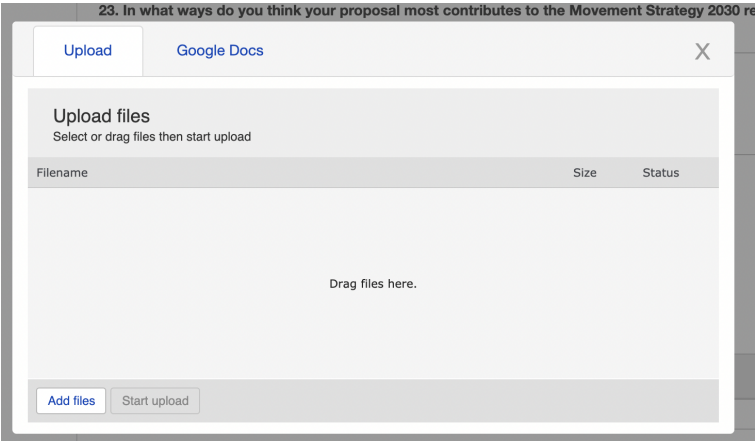 23. In what ways do you think your proposal most contributes to the Movement Strategy 2030
Upload
Google Docs
X
Upload files
Select or drag files then start upload
Filename
Size
Status
Drag files here.
Add files
Start upload